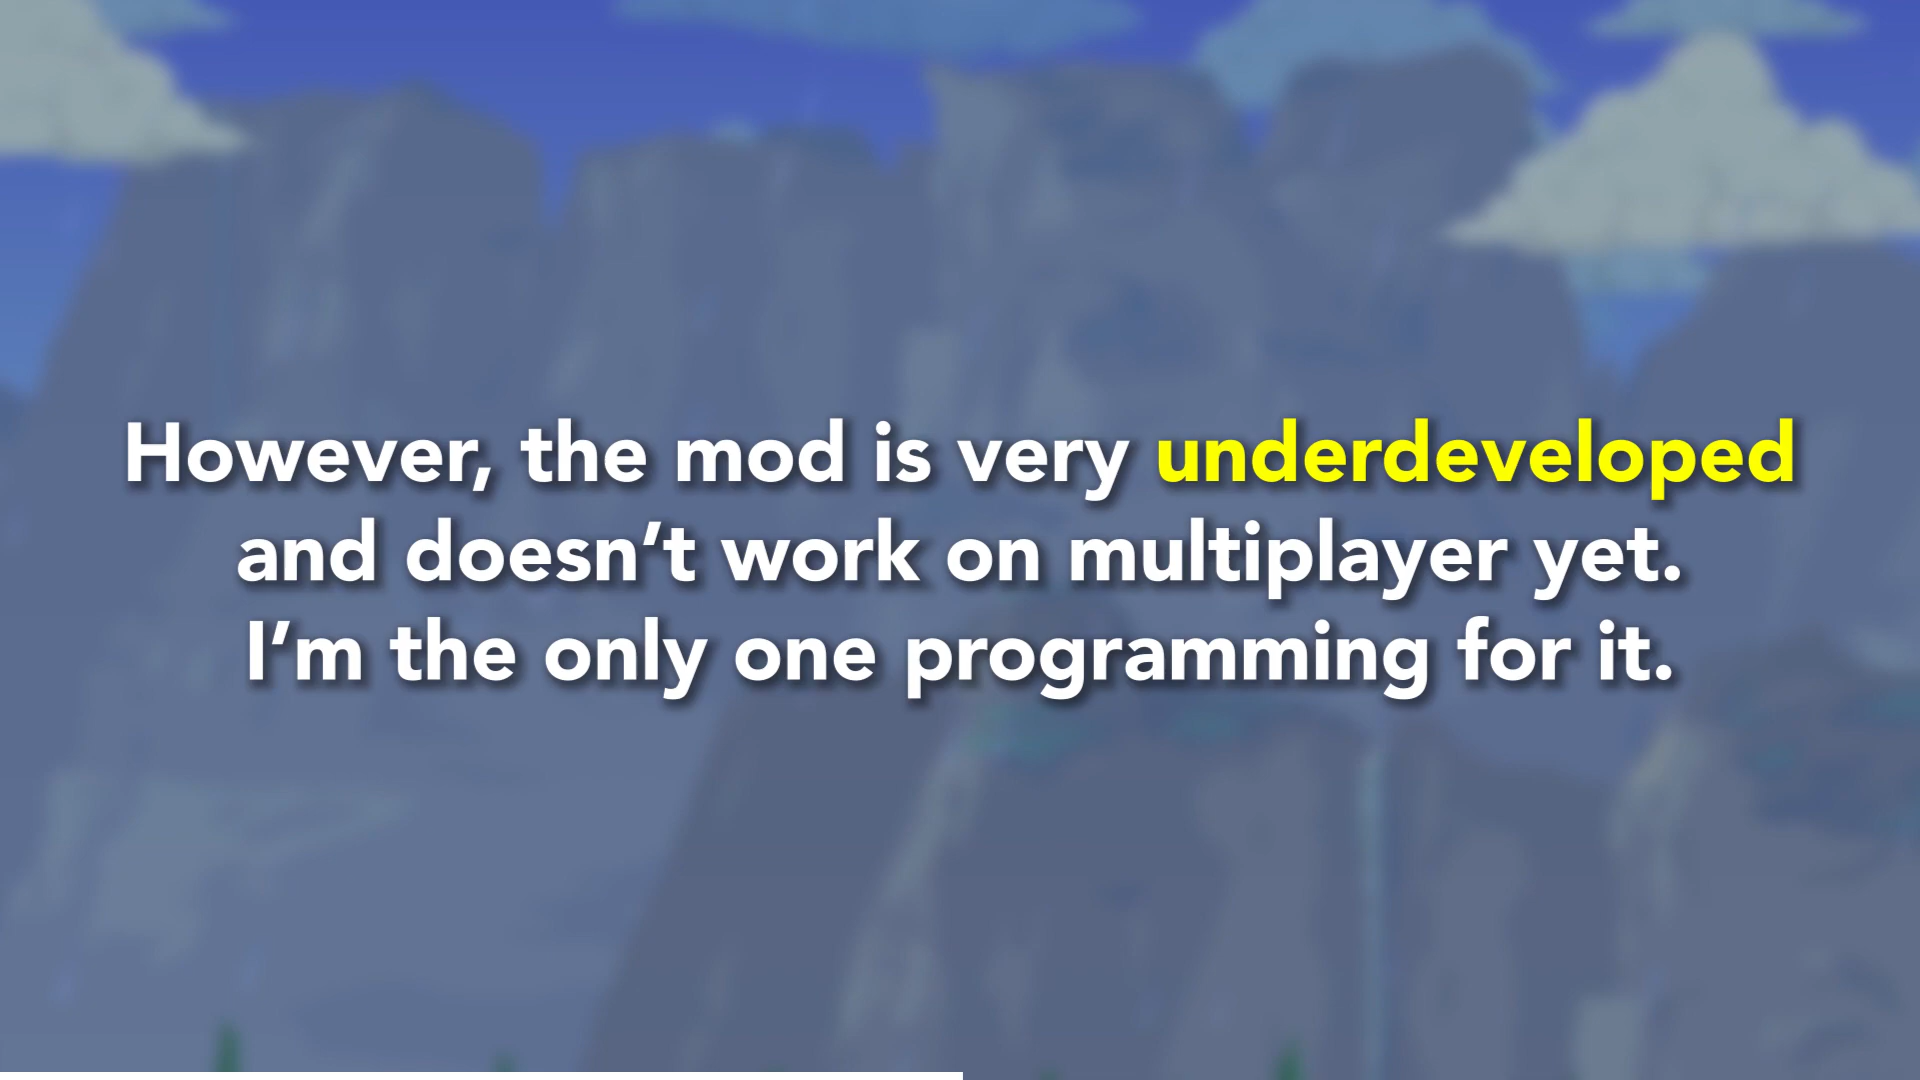 However, the mod is very underdeveloped
and doesn’t work on multiplayer yet.
I’m the only one programming for it.